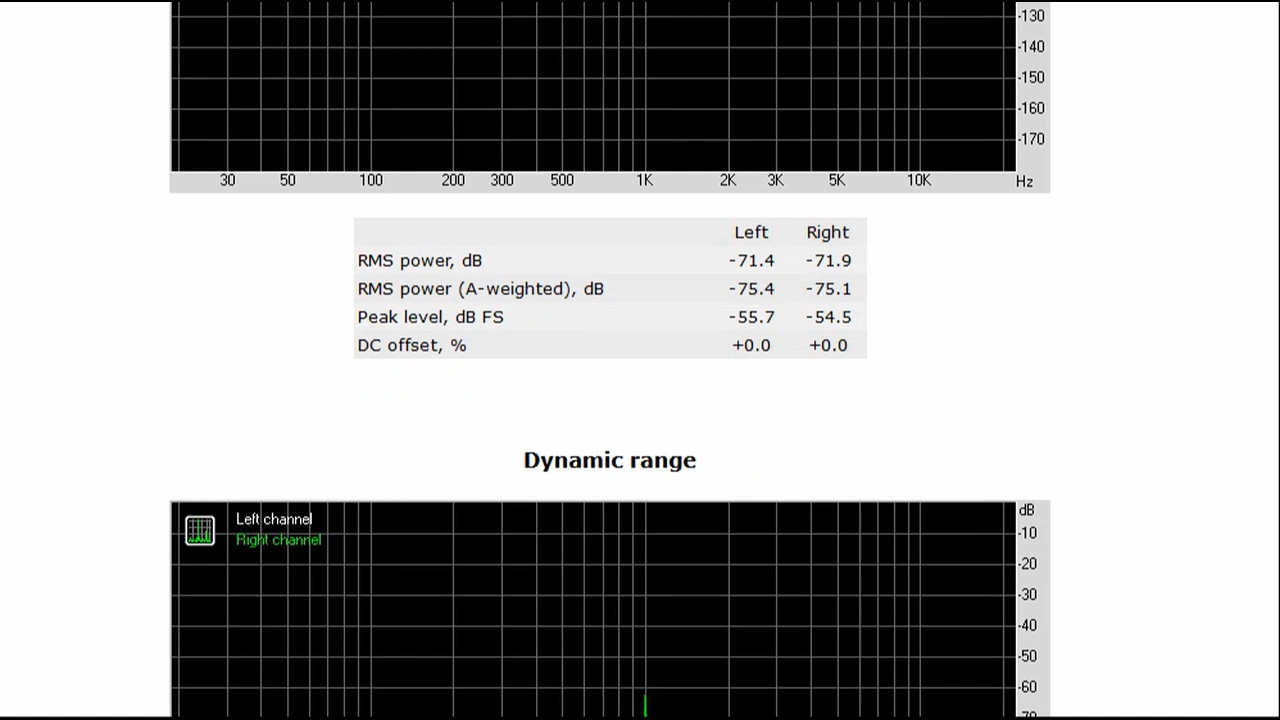 -130
-140
-150
-160
-170
30 50 100 200 300 500 1K 2K 3K 5K 10K Hz
Left Right
RMS power, dB -71.4 -71.9
RMS power (A-weighted), dB -75.4 -75.1
Peak level, dB FS -55.7 -54.5
DC offset, % +0.0 +0.0
Dynamic range
Left channel
Right channel
dB
-10
-20
-30
-40
-50
-60
-70